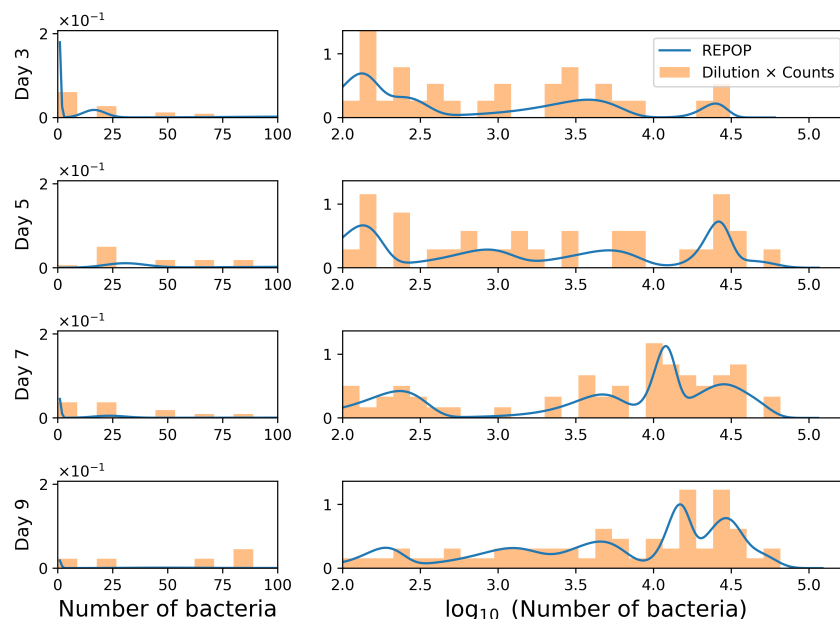 ×10⁻¹
Day 3
2
0
0 25 50 75 100
1
0
2.0 2.5 3.0 3.5 4.0 4.5 5.0
REPOP
Dilution × Counts
×10⁻¹
Day 5
2
0
0 25 50 75 100
1
0
2.0 2.5 3.0 3.5 4.0 4.5 5.0
×10⁻¹
Day 7
2
0
0 25 50 75 100
1
0
2.0 2.5 3.0 3.5 4.0 4.5 5.0
×10⁻¹
Day 9
2
0
0 25 50 75 100
1
0
2.0 2.5 3.0 3.5 4.0 4.5 5.0
Number of bacteria
log₁₀ (Number of bacteria)